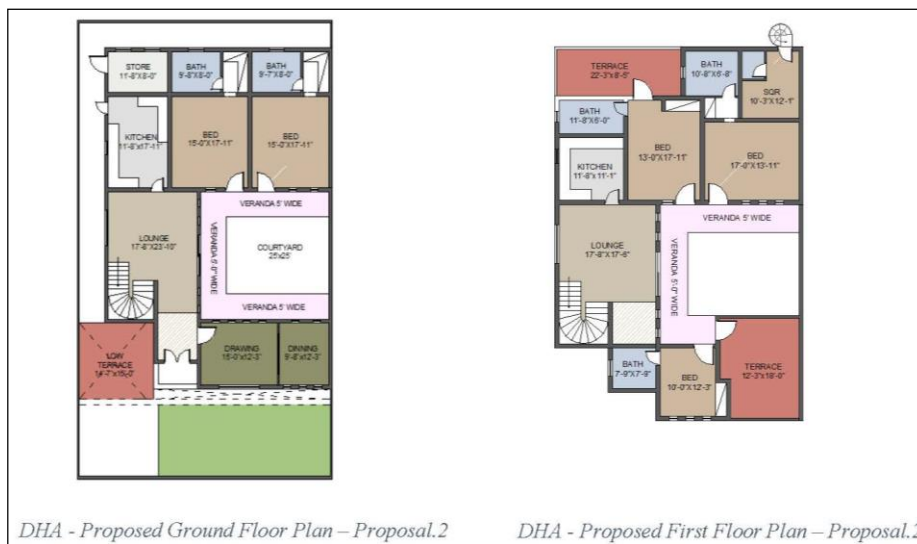 STORE
11'-8"X8'-0"
BATH
9'-8"X8'-0"
BATH
9'-7"X8'-0"
KITCHEN
11'-8"x17'-11"
BED
15'-0"X17'-11"
BED
15'-0"X17'-11"
VERANDA 5' WIDE
VERANDA 5'-0" WIDE
LOUNGE
17'-8"X23'-10"
COURTYARD
25'x25'
VERANDA 5' WIDE
LOW
TERRACE
14'-7"x15'-0"
DRAWING
15'-0"x12'-3"
DINNING
9'-8"x12'-3"
DHA - Proposed Ground Floor Plan – Proposal.2
TERRACE
22'-3"x8'-5"
BATH
10'-8"X6'-8"
SQR
10'-3"X12'-1"
BATH
11'-8"X6'-0"
KITCHEN
11'-8"x11'-1"
BED
13'-0"X17'-11"
BED
17'-0"X13'-11"
VERANDA 5' WIDE
LOUNGE
17'-8"X17'-6"
VERANDA 5'-0" WIDE
BATH
7'-9"X7'-9"
BED
10'-0"X12'-3"
TERRACE
12'-3"x18'-0"
DHA - Proposed First Floor Plan – Proposal.2